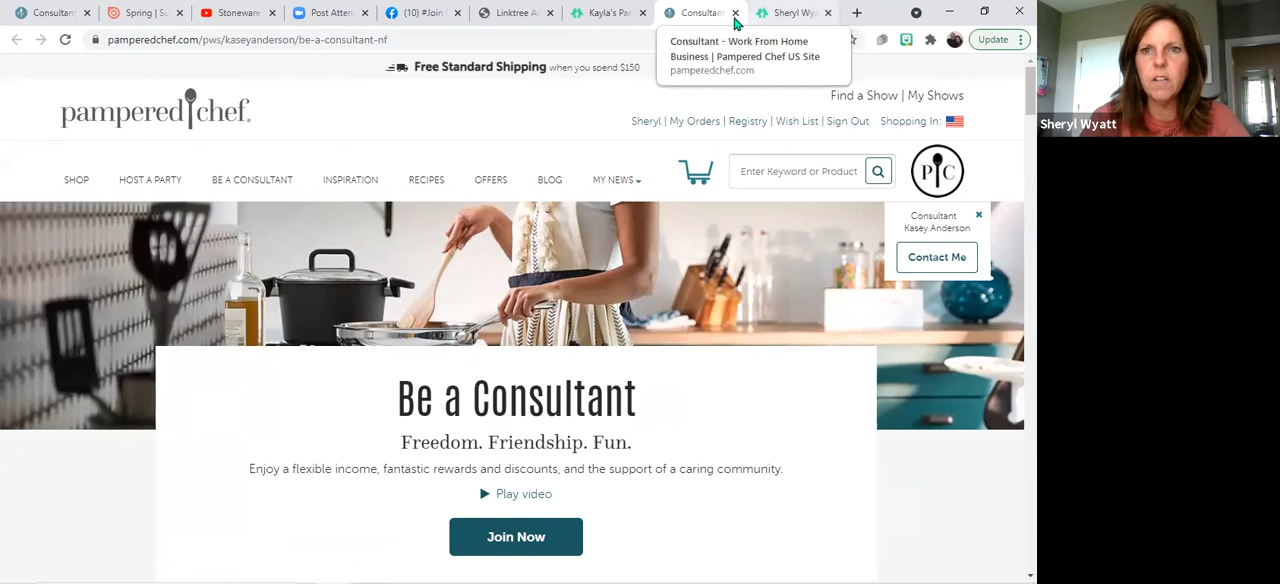 Consultant
Spring | Su
Stoneware
Post Atten
(10) #Join
Linktree A
Kayla's Par
Consultant
Sheryl Wya
Update
pamperedchef.com/pws/kaseyanderson/be-a-consultant-nf
Consultant - Work From Home
Business | Pampered Chef US Site
pamperedchef.com
Free Standard Shipping when you spend $150
pampered chef.
Find a Show | My Shows
Sheryl | My Orders | Registry | Wish List | Sign Out Shopping In:
SHOP HOST A PARTY BE A CONSULTANT INSPIRATION RECIPES OFFERS BLOG MY NEWS
Enter Keyword or Product
PC
Consultant
Kasey Anderson
Contact Me
Be a Consultant
Freedom. Friendship. Fun.
Enjoy a flexible income, fantastic rewards and discounts, and the support of a caring community.
Play video
Join Now
Sheryl Wyatt